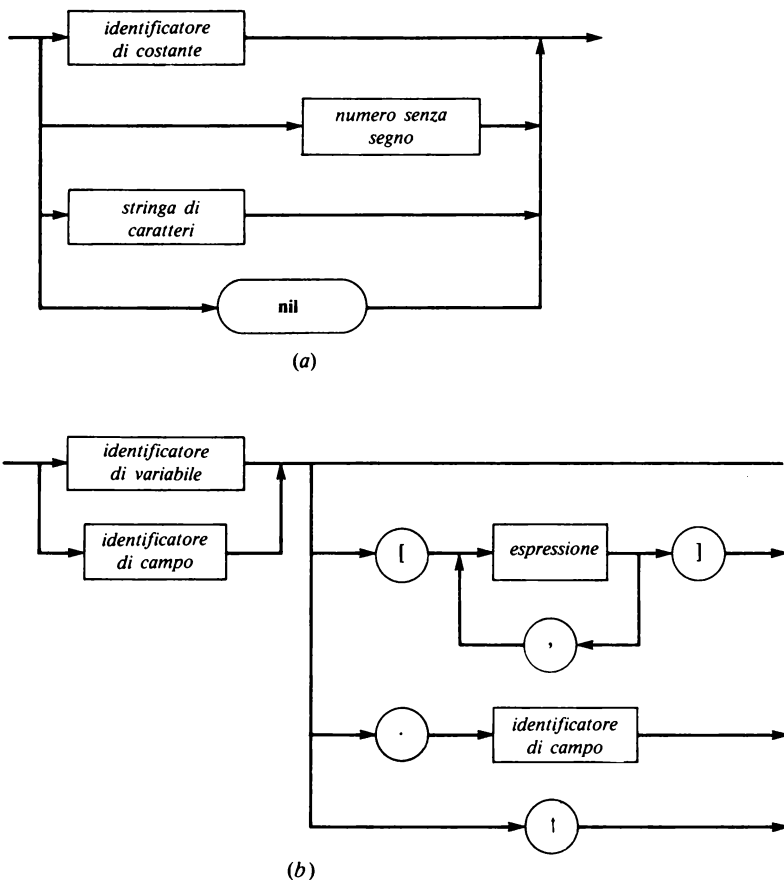 identificatore
di costante
numero senza
segno
stringa di
caratteri
nil
(a)
identificatore
di variabile
identificatore
di campo
[
espressione
]
,
.
identificatore
di campo
↑
(b)